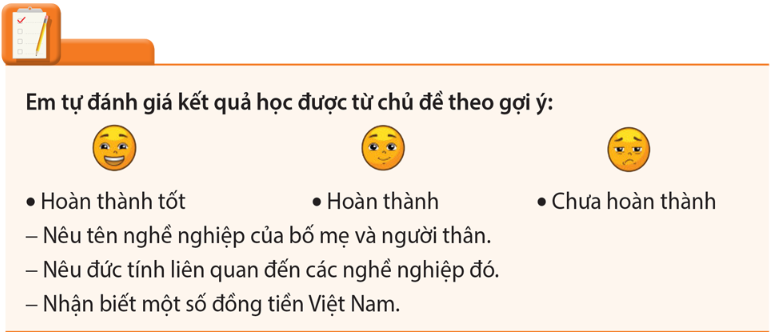 Em tự đánh giá kết quả học được từ chủ đề theo gợi ý:
• Hoàn thành tốt • Hoàn thành • Chưa hoàn thành
– Nêu tên nghề nghiệp của bố mẹ và người thân.
– Nêu đức tính liên quan đến các nghề nghiệp đó.
– Nhận biết một số đồng tiền Việt Nam.